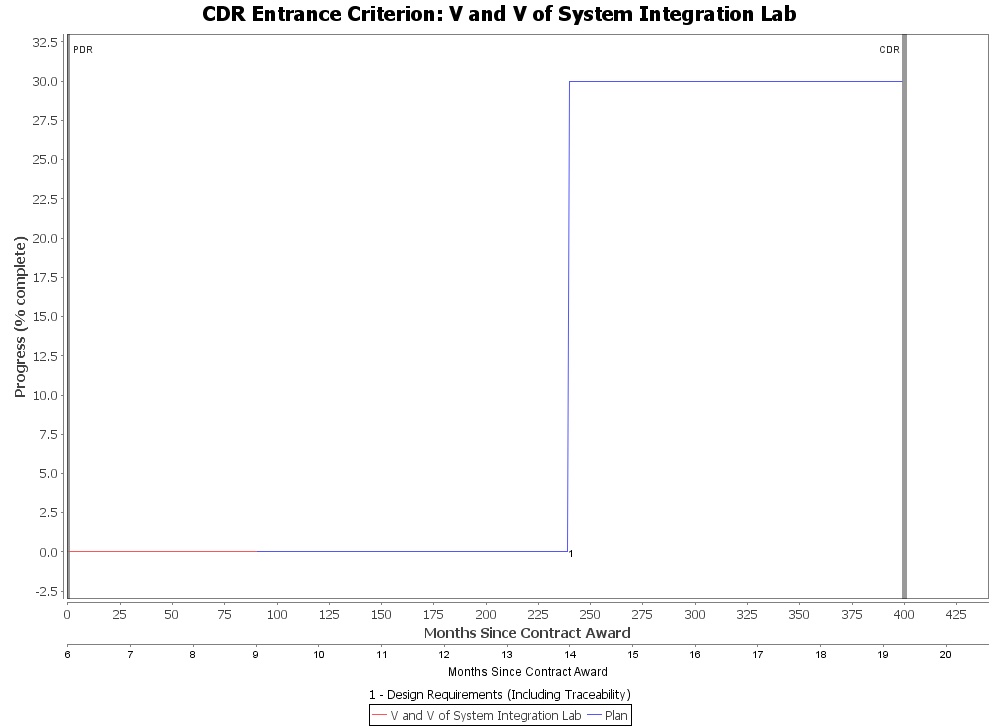 CDR Entrance Criterion: V and V of System Integration Lab
PDR
CDR
32.5
30.0
27.5
25.0
22.5
20.0
17.5
15.0
12.5
10.0
7.5
5.0
2.5
0.0
-2.5
Progress (% complete)
1
0 25 50 75 100 125 150 175 200 225 250 275 300 325 350 375 400 425
Months Since Contract Award
6 7 8 9 10 11 12 13 14 15 16 17 18 19 20
Months Since Contract Award
1 - Design Requirements (Including Traceability)
V and V of System Integration Lab Plan